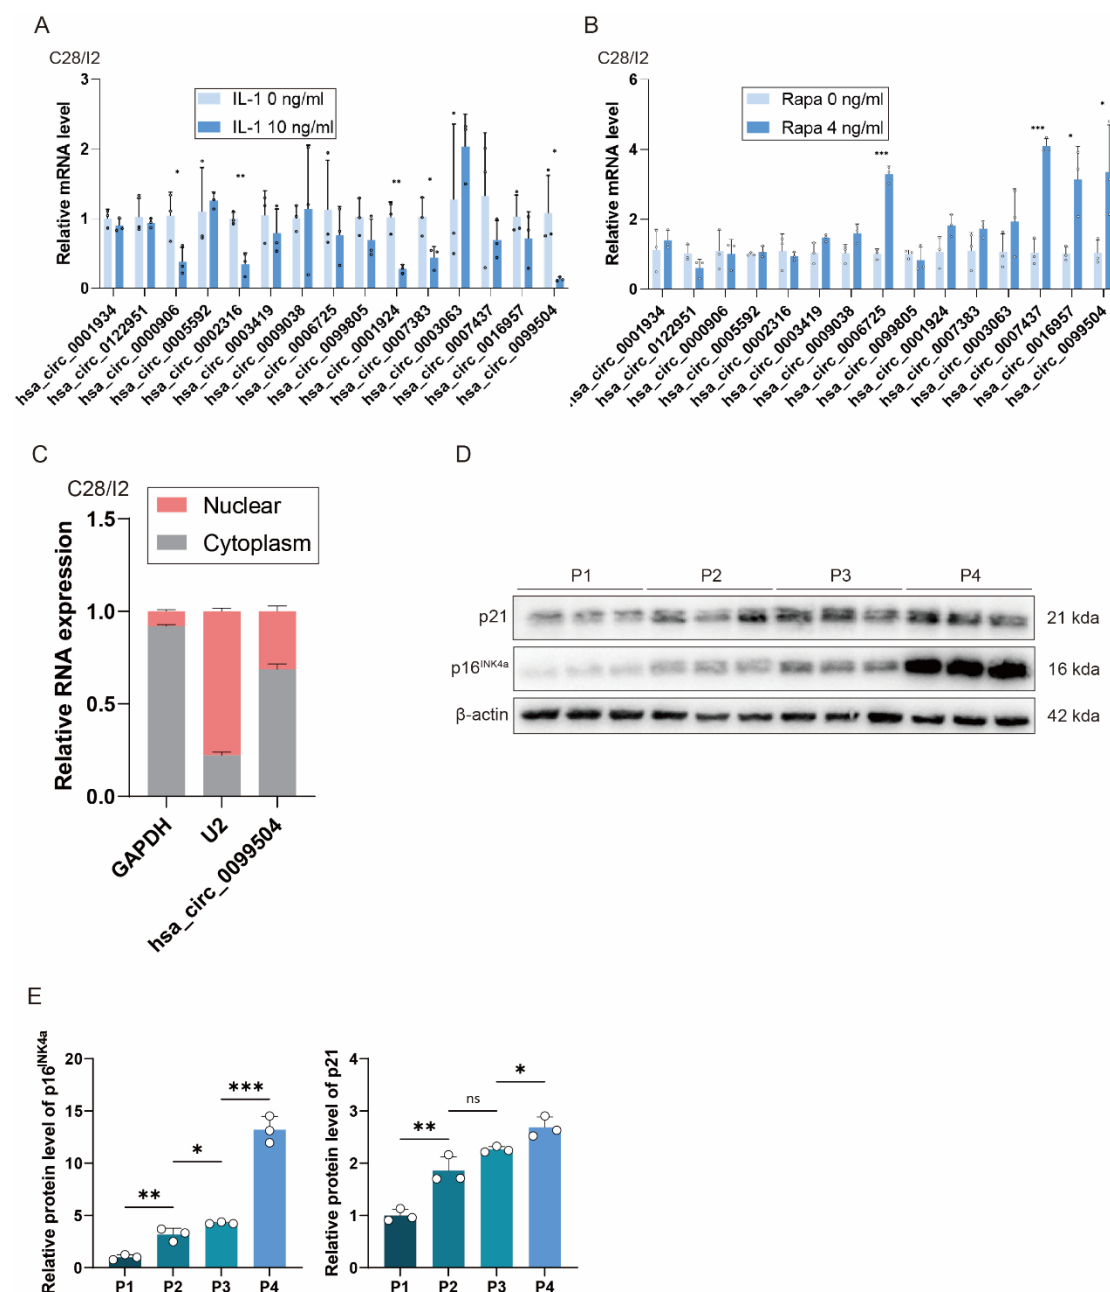 A
C28/I2
Relative mRNA level
3
2
1
0
IL-1 0 ng/ml
IL-1 10 ng/ml
*
*
**
**
*
*
*
hsa_circ_0001934
hsa_circ_0122951
hsa_circ_0000906
hsa_circ_0005592
hsa_circ_0002316
hsa_circ_0003419
hsa_circ_0009038
hsa_circ_0006725
hsa_circ_0099805
hsa_circ_0001924
hsa_circ_0007383
hsa_circ_0003063
hsa_circ_0007437
hsa_circ_0016957
hsa_circ_0099504
B
C28/I2
Relative mRNA level
6
4
2
0
Rapa 0 ng/ml
Rapa 4 ng/ml
***
***
*
*
hsa_circ_0001934
hsa_circ_0122951
hsa_circ_0000906
hsa_circ_0005592
hsa_circ_0002316
hsa_circ_0003419
hsa_circ_0009038
hsa_circ_0006725
hsa_circ_0099805
hsa_circ_0001924
hsa_circ_0007383
hsa_circ_0003063
hsa_circ_0007437
hsa_circ_0016957
hsa_circ_0099504
C
C28/I2
Nuclear
Cytoplasm
Relative RNA expression
1.5
1.0
0.5
0.0
GAPDH
U2
hsa_circ_0099504
D
P1 P2 P3 P4
p21 21 kda
p16INK4a 16 kda
β-actin 42 kda
E
Relative protein level of p16INK4a
20
15
10
5
0
**
*
***
P1 P2 P3 P4
Relative protein level of p21
4
3
2
1
0
**
ns
*
P1 P2 P3 P4